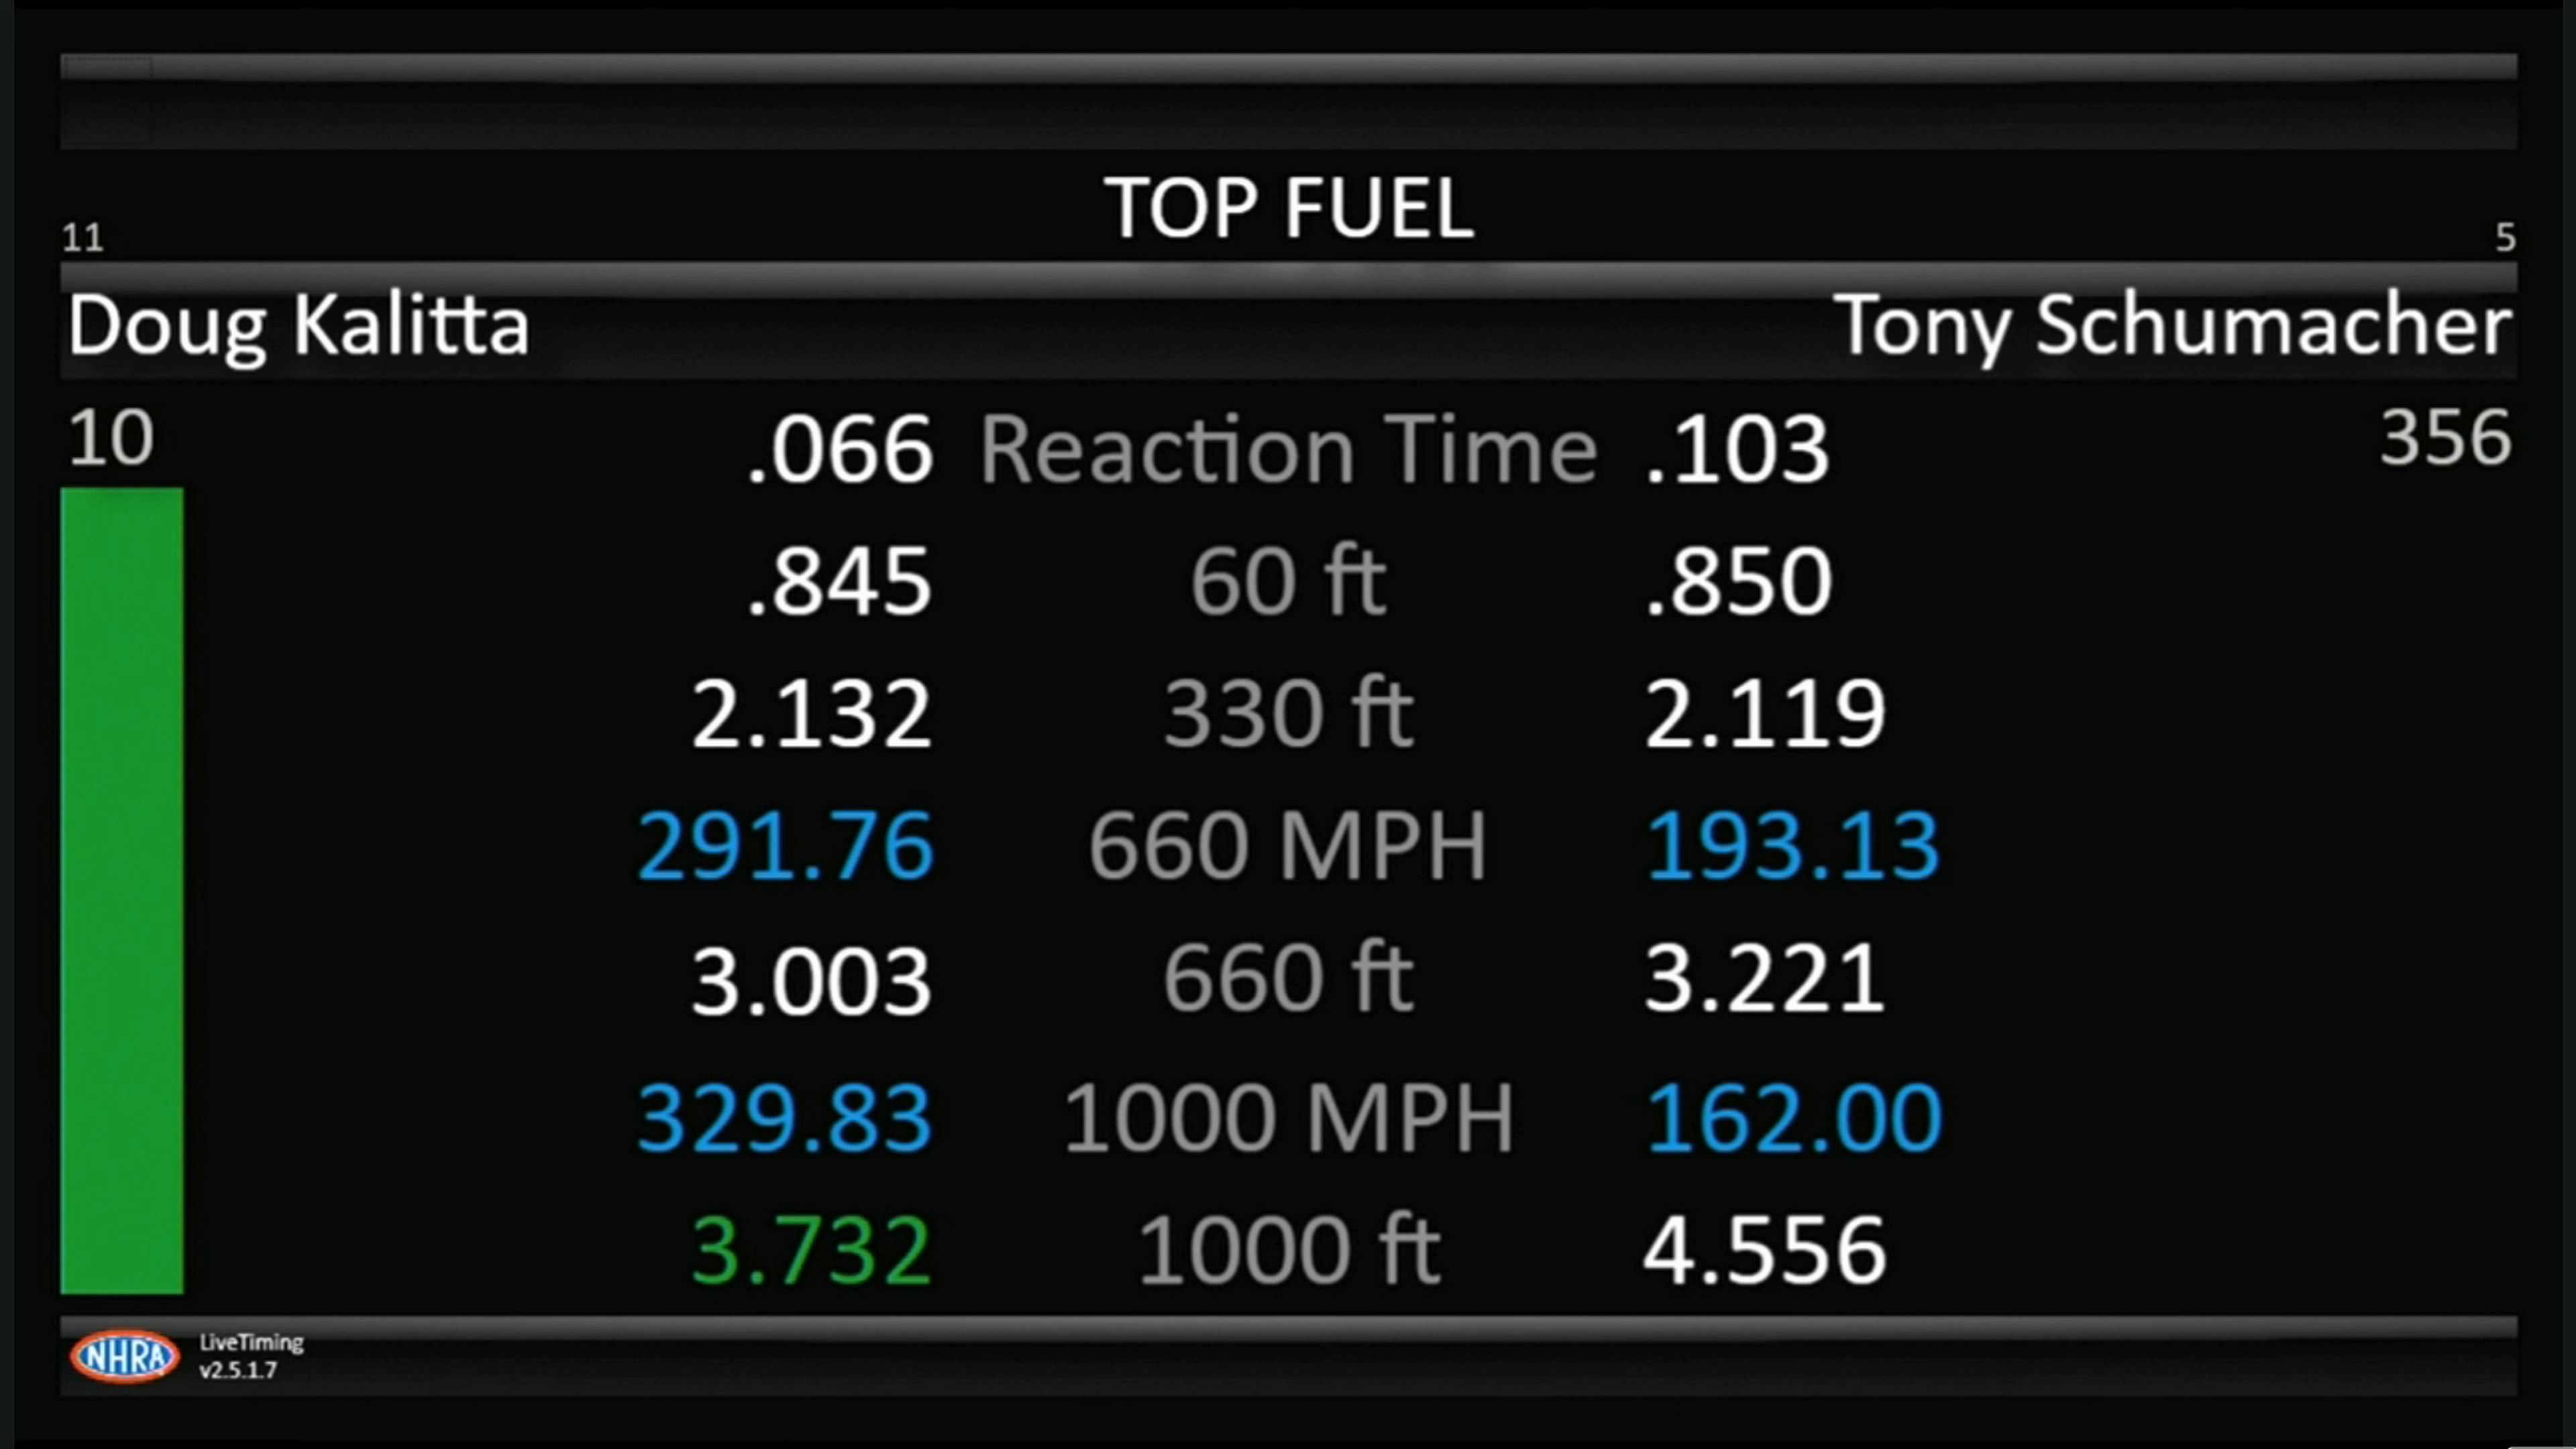 TOP FUEL
11 5
Doug Kalitta Tony Schumacher
10 .066 Reaction Time .103 356
.845 60 ft .850
2.132 330 ft 2.119
291.76 660 MPH 193.13
3.003 660 ft 3.221
329.83 1000 MPH 162.00
3.732 1000 ft 4.556
NHRA LiveTiming
v2.5.1.7